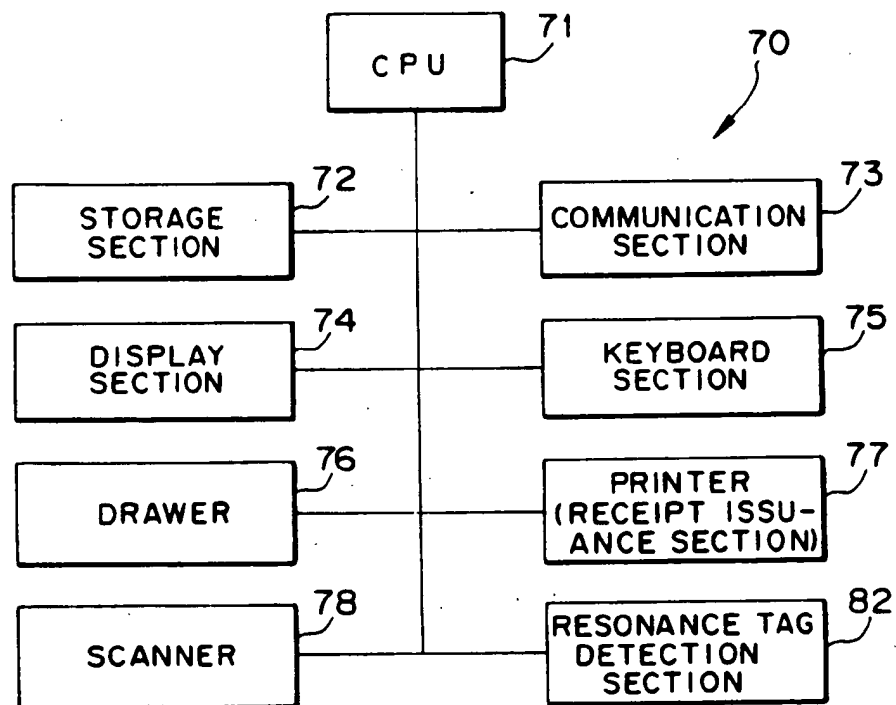 CPU
71
70
72
STORAGE
SECTION
73
COMMUNICATION
SECTION
74
DISPLAY
SECTION
75
KEYBOARD
SECTION
76
DRAWER
77
PRINTER
(RECEIPT ISSU-
ANCE SECTION)
78
SCANNER
82
RESONANCE TAG
DETECTION
SECTION